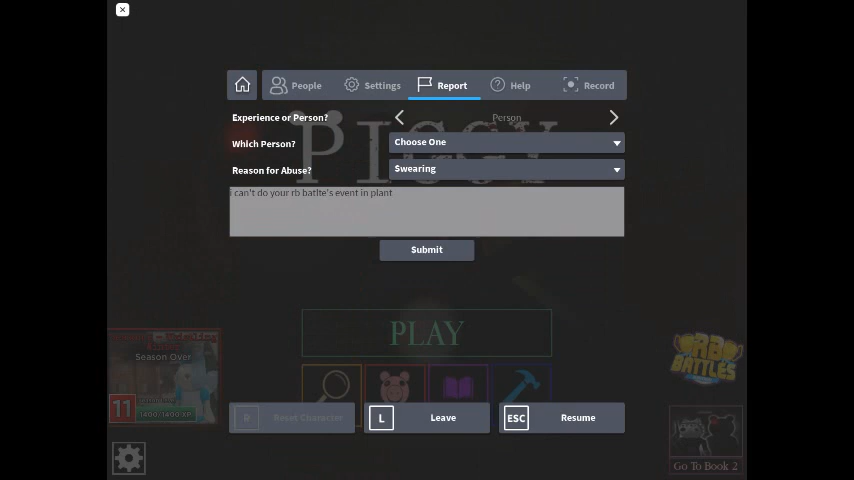 People Settings Report Help Record
Experience or Person? Person
Which Person? Choose One
Reason for Abuse? Swearing
PIGGY
i can't do your rb batlte's event in plant
Submit
PLAY
Season Over
RB
BATTLES
11 1400/1400 XP
R Reset Character L Leave ESC Resume
Go To Book 2